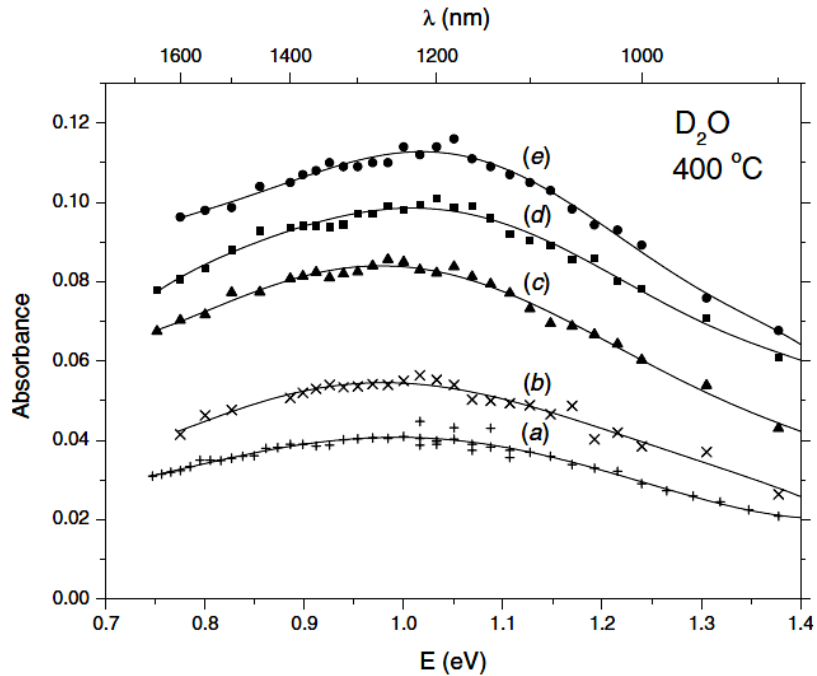 λ (nm)
1600 1400 1200 1000
D₂O
400 °C
(e)
(d)
(c)
(b)
(a)
Absorbance
0.12
0.10
0.08
0.06
0.04
0.02
0.00
0.7 0.8 0.9 1.0 1.1 1.2 1.3 1.4
E (eV)